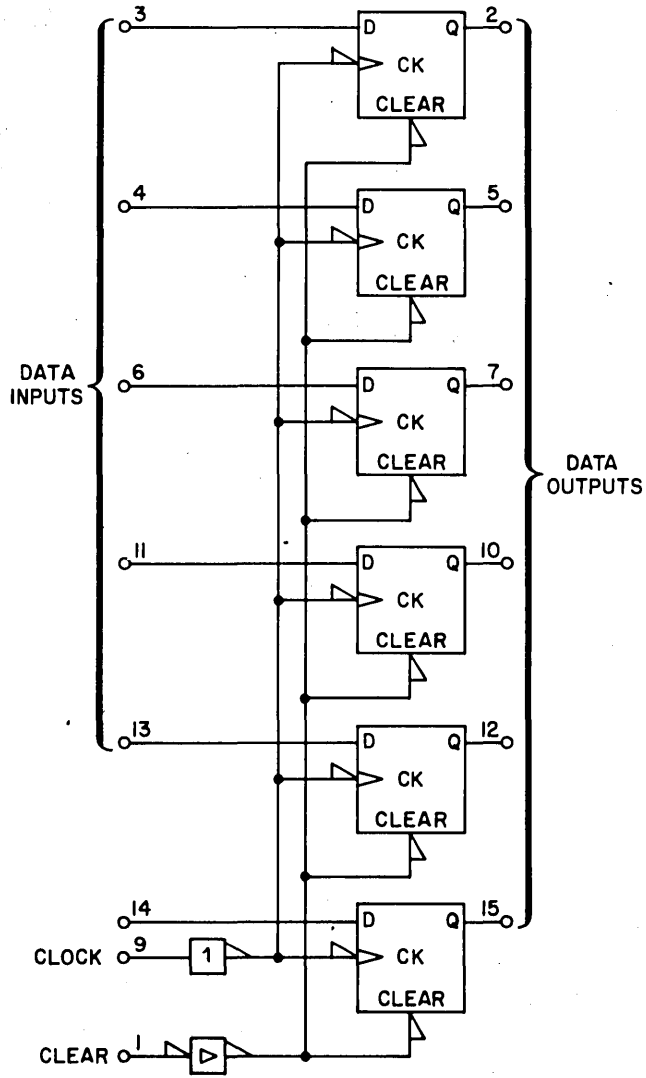 3 D Q 2
CK
CLEAR
4 D Q 5
CK
CLEAR
DATA
INPUTS
6 D Q 7
CK
CLEAR
DATA
OUTPUTS
11 D Q 10
CK
CLEAR
13 D Q 12
CK
CLEAR
14 D Q 15
CLOCK 9 1 CK
CLEAR
CLEAR 1